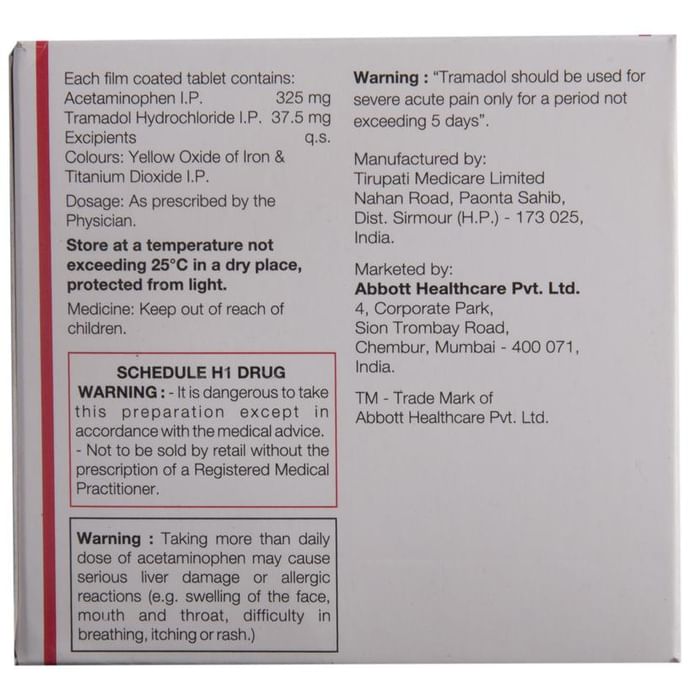 Each film coated tablet contains:
Acetaminophen I.P. 325 mg
Tramadol Hydrochloride I.P. 37.5 mg
Excipients q.s.
Colours: Yellow Oxide of Iron &
Titanium Dioxide I.P.
Dosage: As prescribed by the
Physician.
Store at a temperature not
exceeding 25°C in a dry place,
protected from light.
Medicine: Keep out of reach of
children.
SCHEDULE H1 DRUG
WARNING : - It is dangerous to take
this preparation except in
accordance with the medical advice.
- Not to be sold by retail without the
prescription of a Registered Medical
Practitioner.
Warning : Taking more than daily
dose of acetaminophen may cause
serious liver damage or allergic
reactions (e.g. swelling of the face,
mouth and throat, difficulty in
breathing, itching or rash.)
Warning : “Tramadol should be used for
severe acute pain only for a period not
exceeding 5 days”.
Manufactured by:
Tirupati Medicare Limited
Nahan Road, Paonta Sahib,
Dist. Sirmour (H.P.) - 173 025,
India.
Marketed by:
Abbott Healthcare Pvt. Ltd.
4, Corporate Park,
Sion Trombay Road,
Chembur, Mumbai - 400 071,
India.
TM - Trade Mark of
Abbott Healthcare Pvt. Ltd.